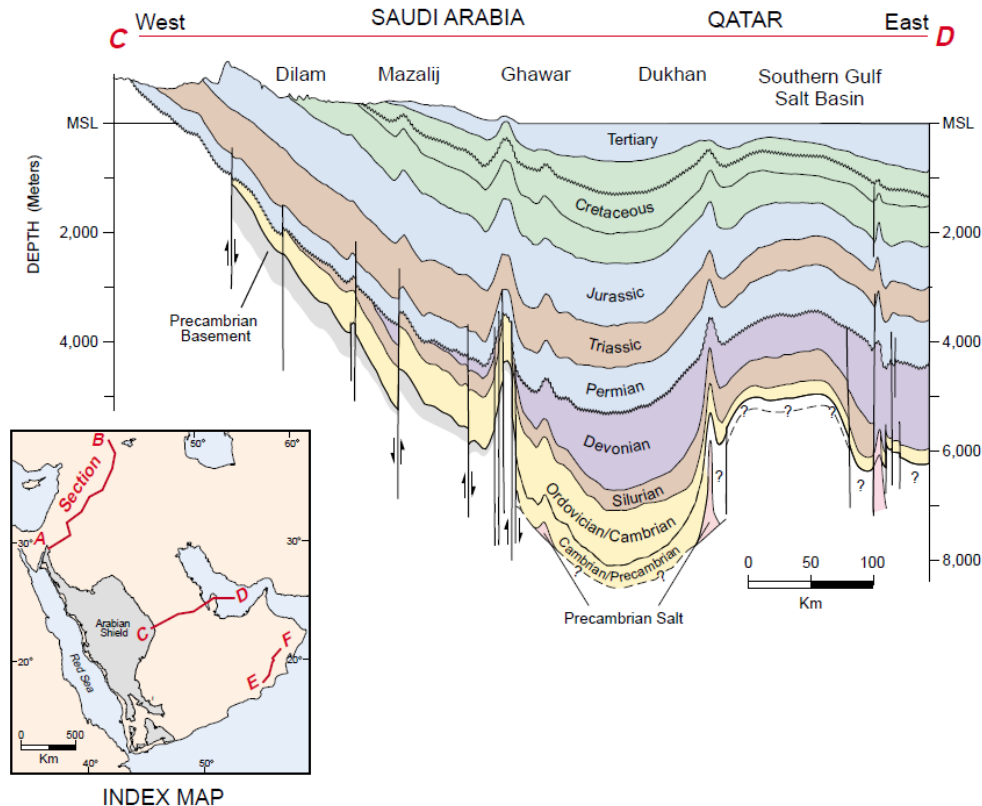 SAUDI ARABIA QATAR
West East
C D
Dilam Mazalij Ghawar Dukhan Southern Gulf
Salt Basin
MSL MSL
Tertiary
Cretaceous
DEPTH (Meters)
2,000 2,000
Jurassic
Precambrian
Basement
Triassic
4,000 4,000
Permian
? ? ?
Devonian
6,000
? ? ?
Silurian
Ordovician/Cambrian
Cambrian/Precambrian
? ?
8,000
0 50 100
Km
Precambrian Salt
50° 60°
B
Section
A
30° 30°
D
Arabian
Shield
C
F
Red Sea
20° 20°
E
0 500
Km
40° 50°
INDEX MAP